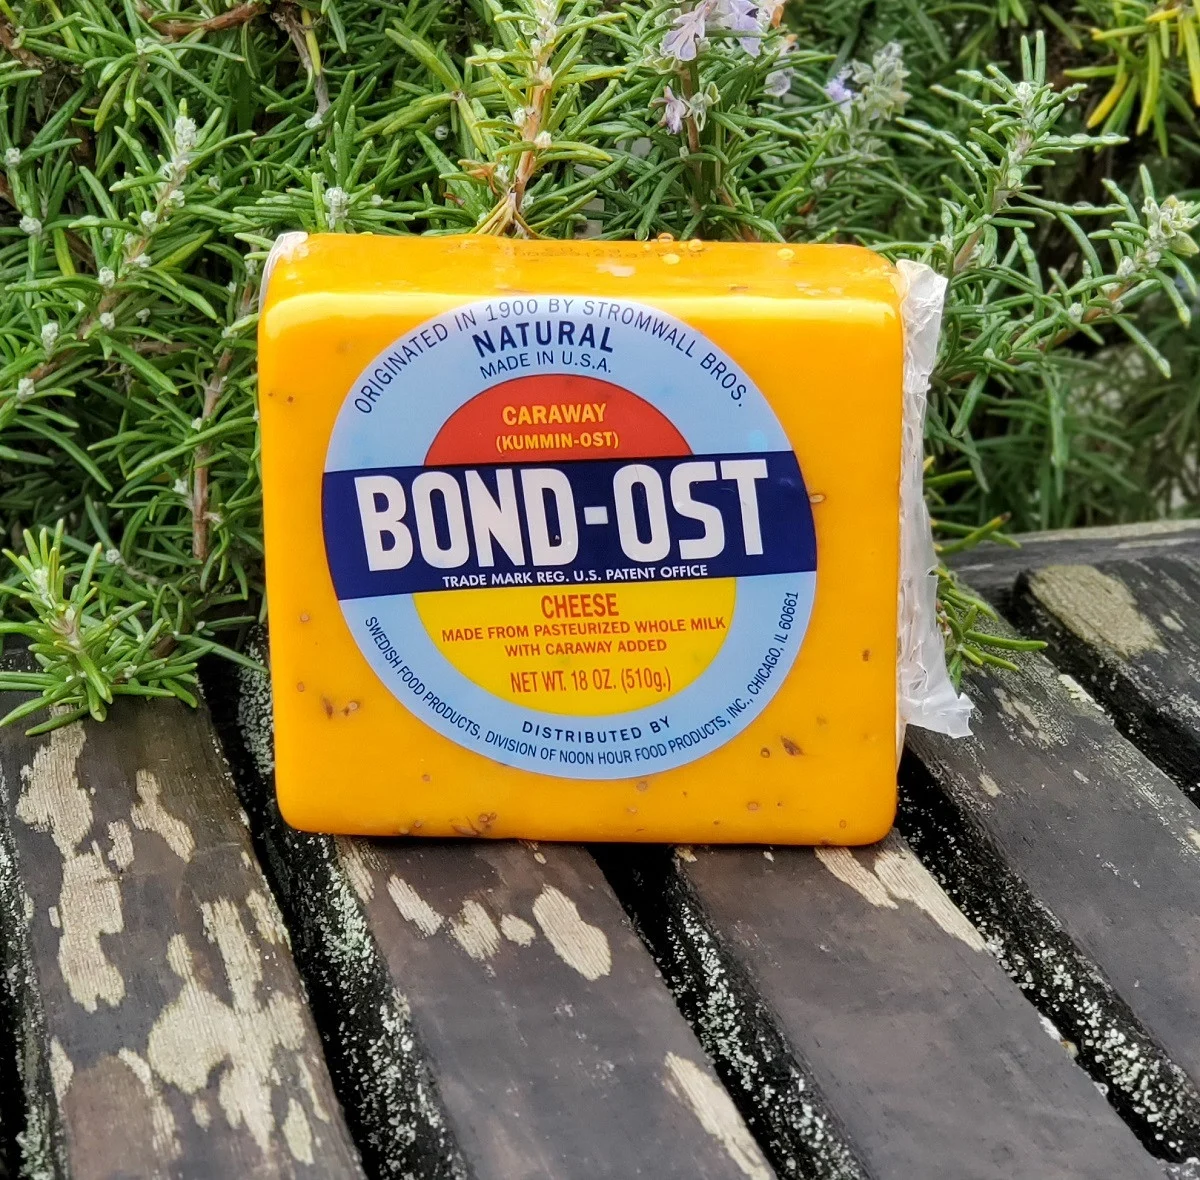 ORIGINATED IN 1900 BY STROMWALL BROS.
NATURAL
MADE IN U.S.A.
CARAWAY
(KUMMIN-OST)
BOND-OST
TRADE MARK REG. U.S. PATENT OFFICE
CHEESE
MADE FROM PASTEURIZED WHOLE MILK
WITH CARAWAY ADDED
NET WT. 18 OZ. (510g.)
DISTRIBUTED BY
SWEDISH FOOD PRODUCTS, DIVISION OF NOON HOUR FOOD PRODUCTS, INC., CHICAGO, IL 60661